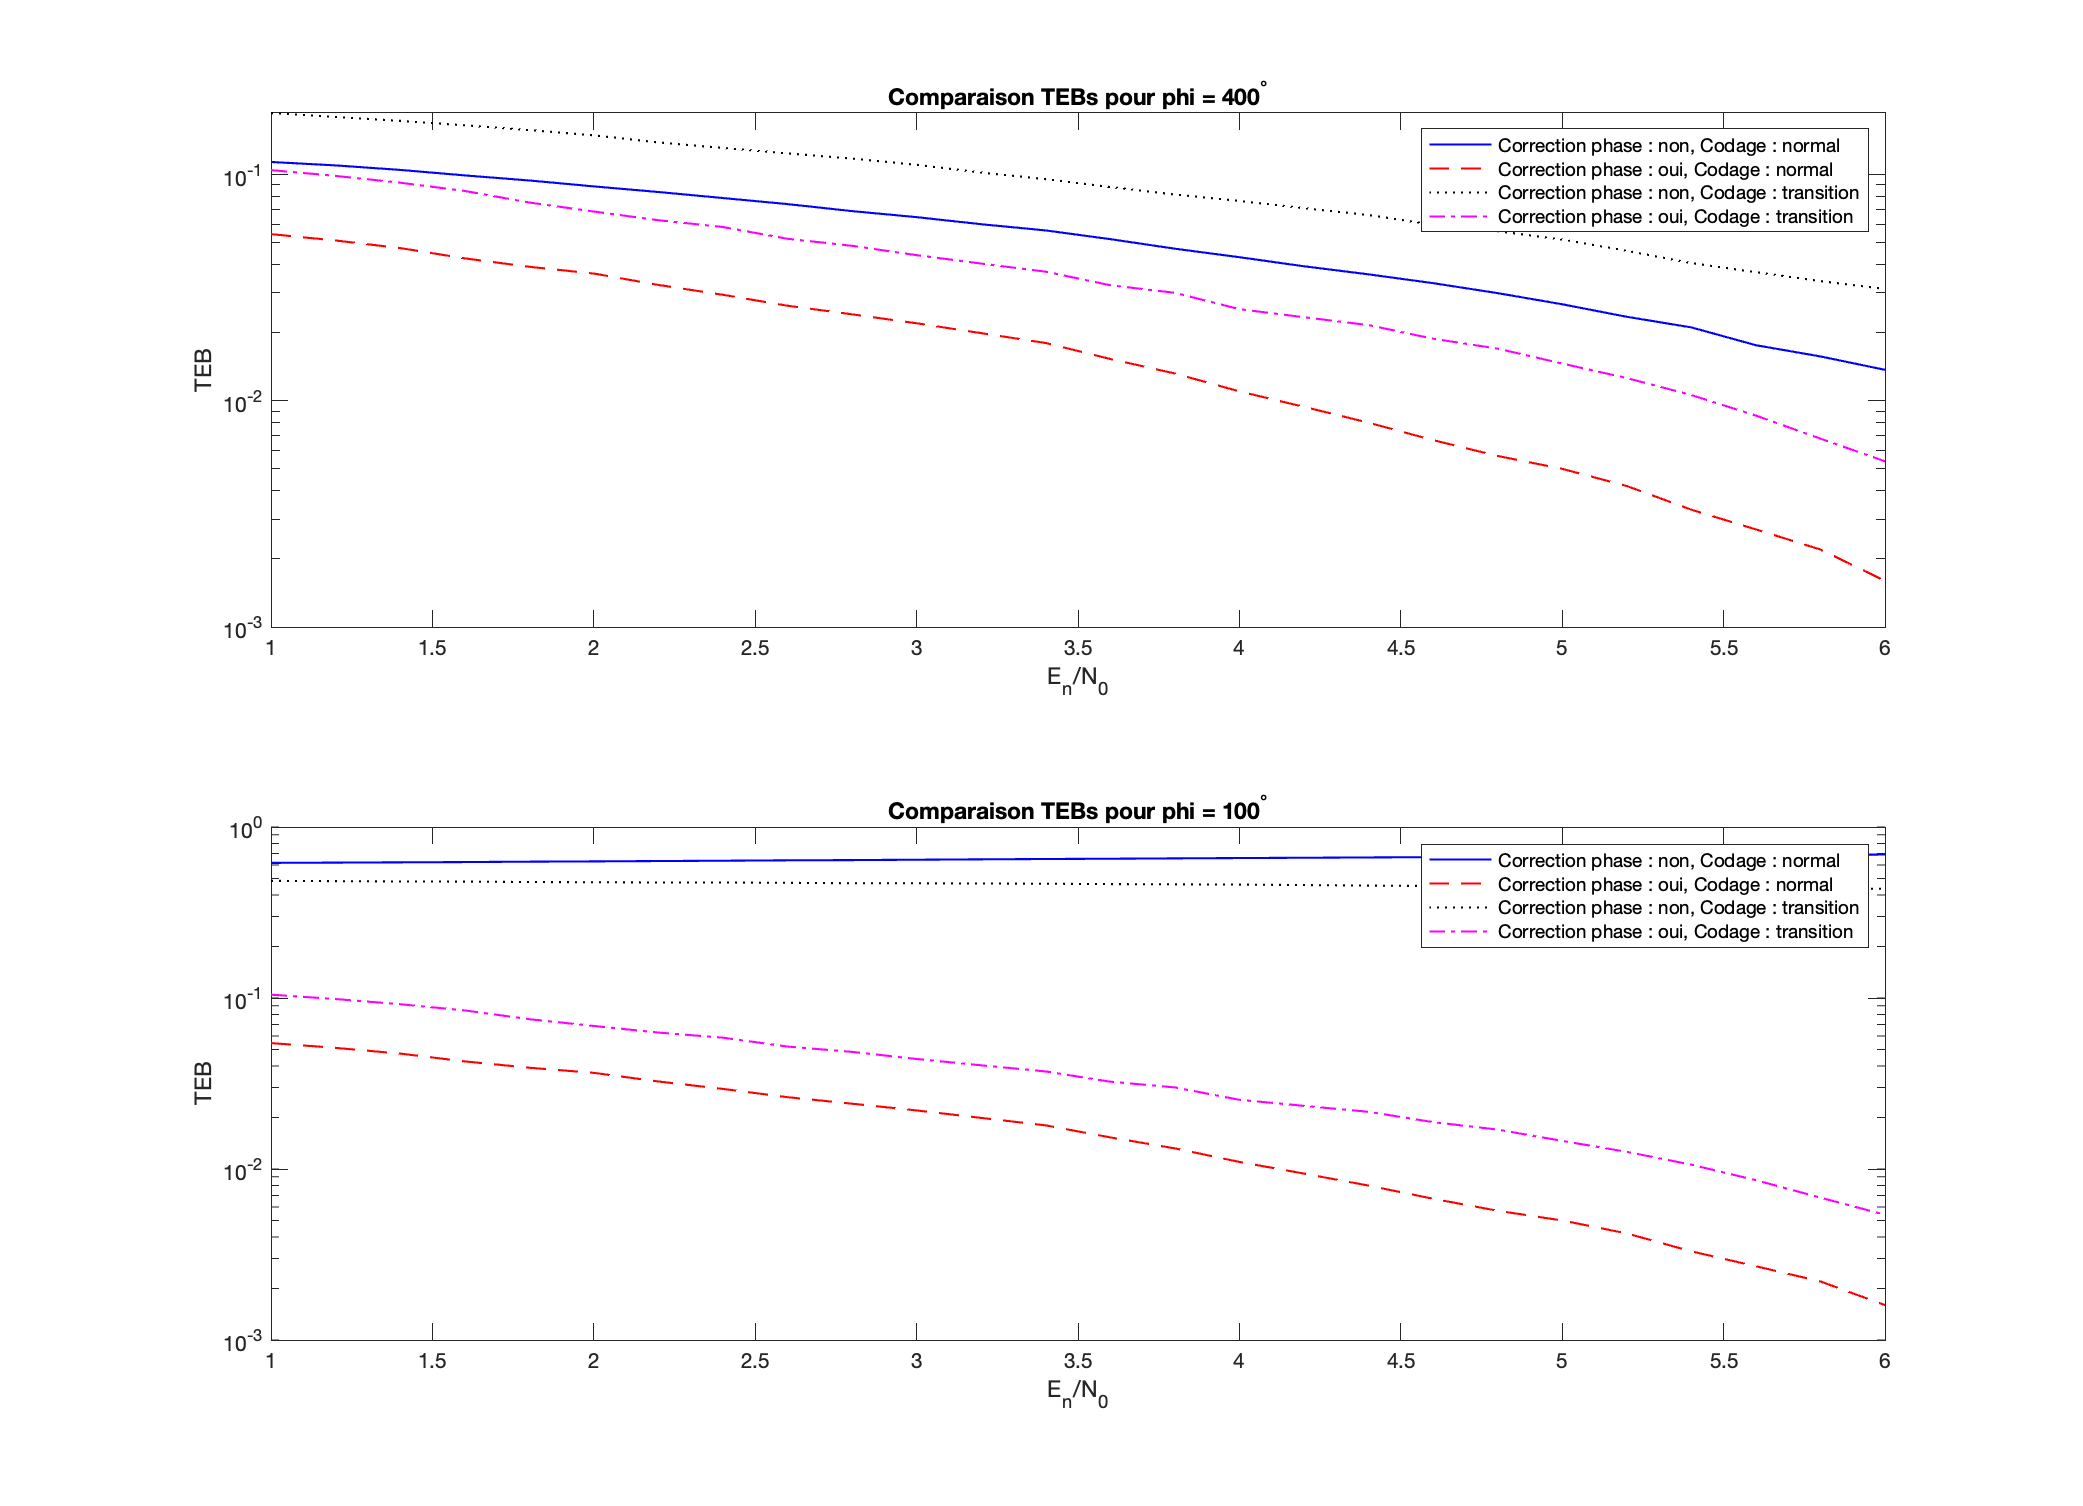 Comparaison TEBs pour phi = 400°
Correction phase : non, Codage : normal
Correction phase : oui, Codage : normal
Correction phase : non, Codage : transition
Correction phase : oui, Codage : transition
10^-1
10^-2
10^-3
TEB
1 1.5 2 2.5 3 3.5 4 4.5 5 5.5 6
E_n/N_0
Comparaison TEBs pour phi = 100°
Correction phase : non, Codage : normal
Correction phase : oui, Codage : normal
Correction phase : non, Codage : transition
Correction phase : oui, Codage : transition
10^0
10^-1
10^-2
10^-3
TEB
1 1.5 2 2.5 3 3.5 4 4.5 5 5.5 6
E_n/N_0